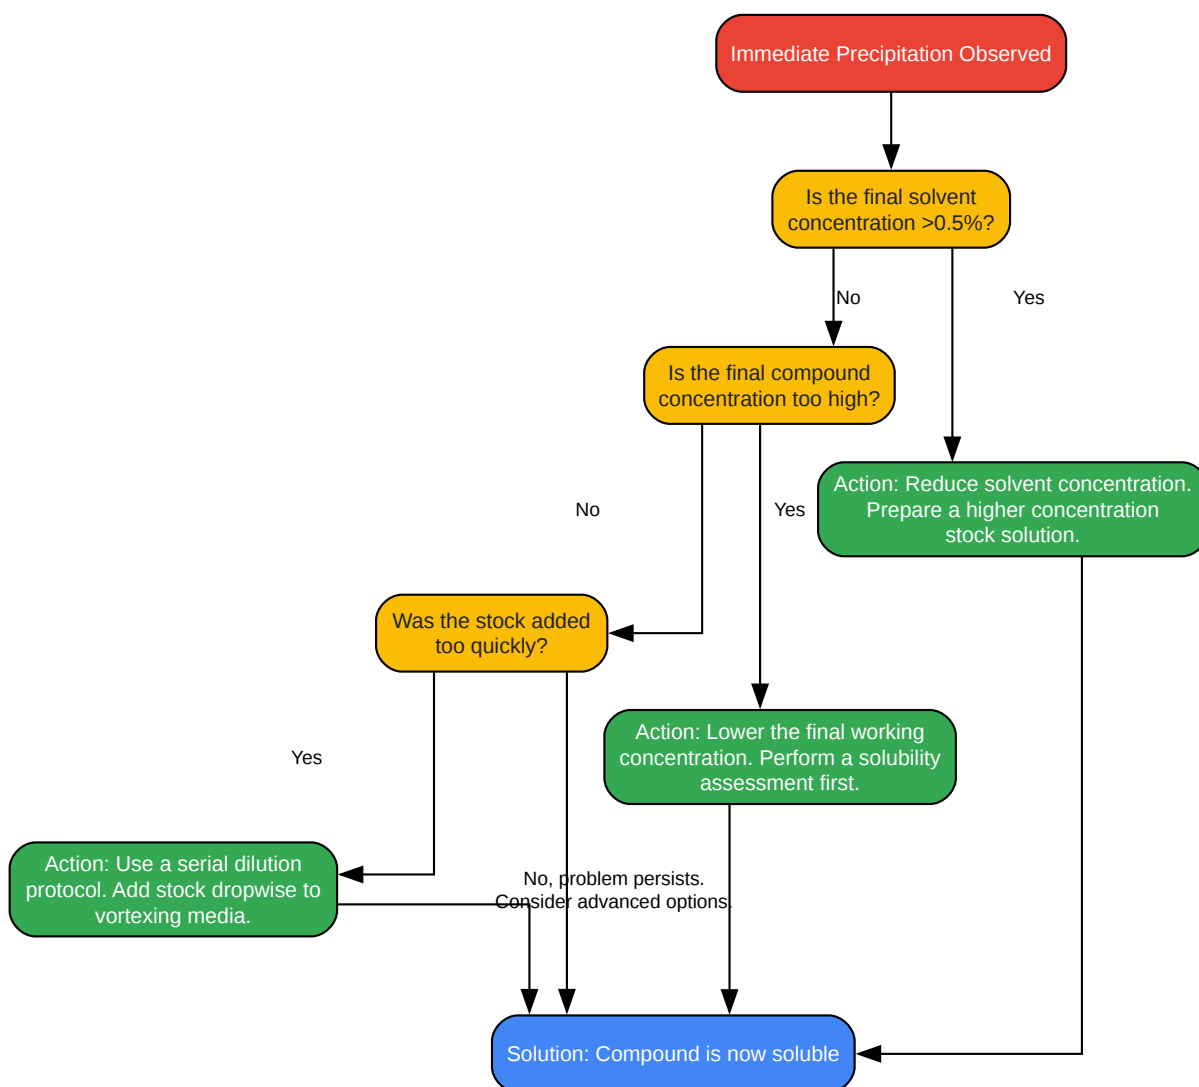 Immediate Precipitation Observed
Is the final solvent
concentration >0.5%?
No
Yes
Is the final compound
concentration too high?
Action: Reduce solvent concentration.
Prepare a higher concentration
stock solution.
No
Yes
Was the stock added
too quickly?
Action: Lower the final working
concentration. Perform a solubility
assessment first.
Yes
Action: Use a serial dilution
protocol. Add stock dropwise to
vortexing media.
No, problem persists.
Consider advanced options.
Solution: Compound is now soluble